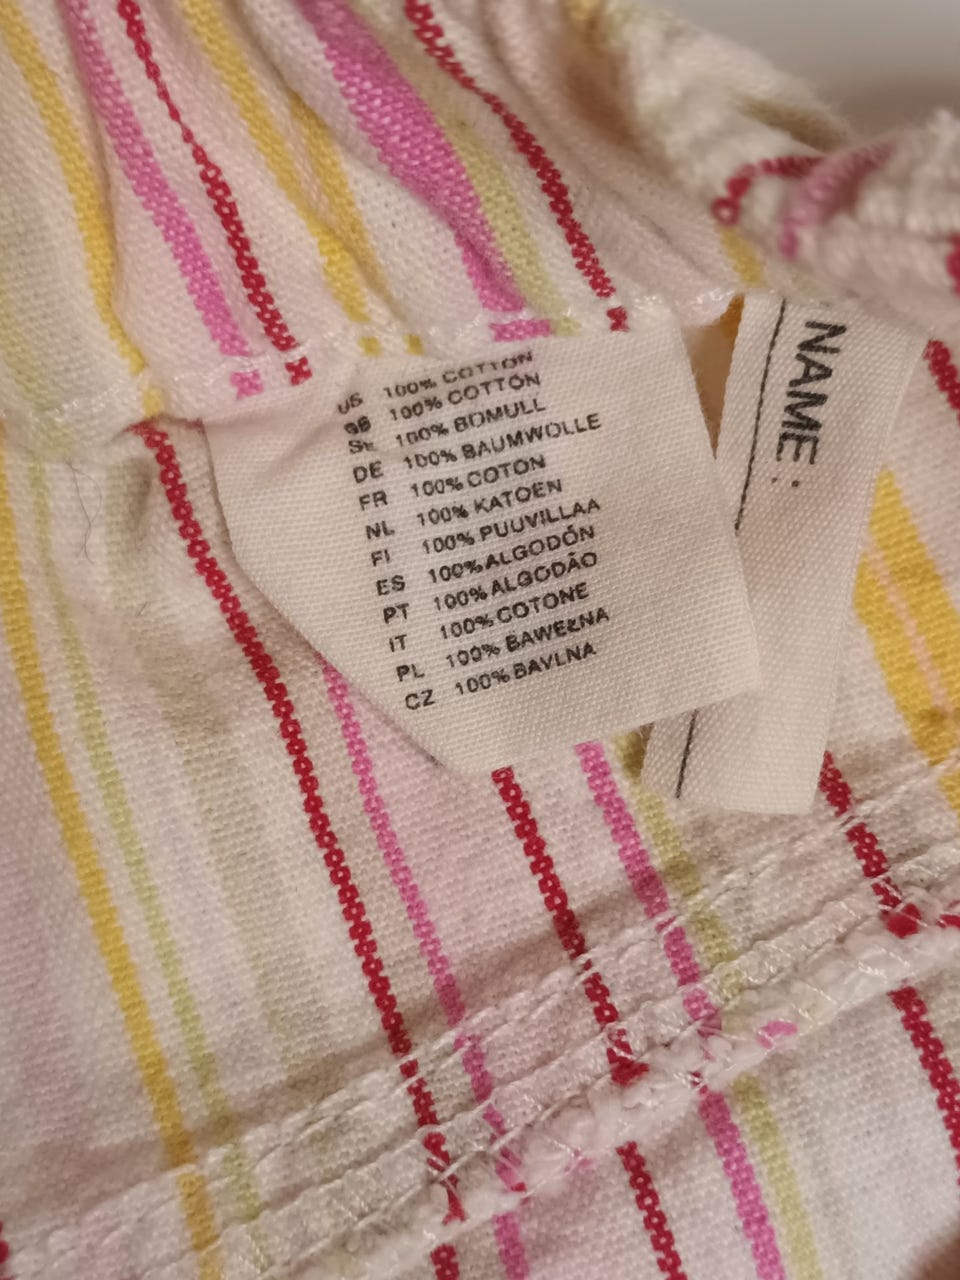 US 100% COTTON
GB 100% COTTON
SE 100% BOMULL
DE 100% BAUMWOLLE
FR 100% COTON
NL 100% KATOEN
FI 100% PUUVILLAA
ES 100% ALGODÓN
PT 100% ALGODÃO
IT 100% COTONE
PL 100% BAWEŁNA
CZ 100% BAVLNA
NAME: